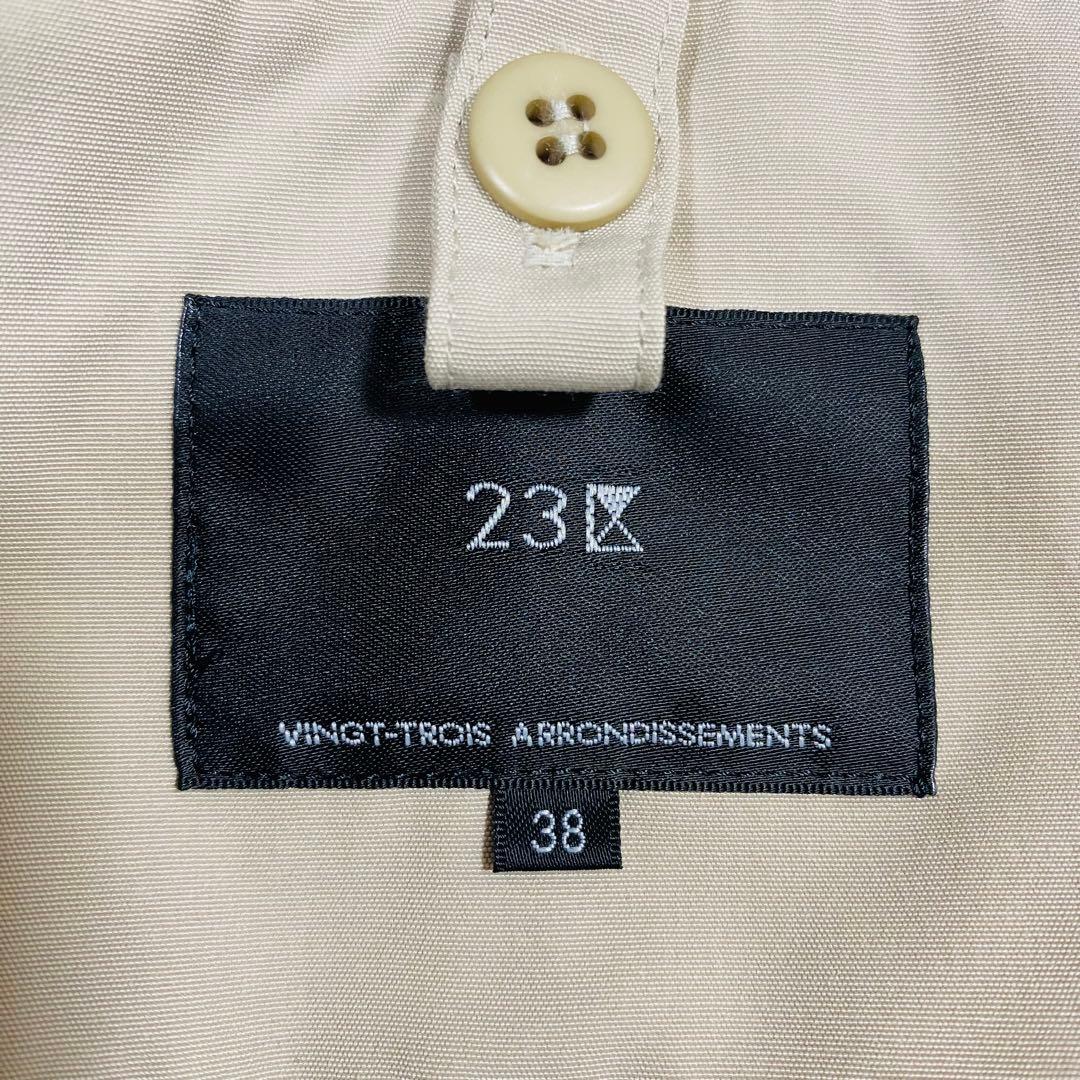 23区
VINGT-TROIS ARRONDISSEMENTS
38